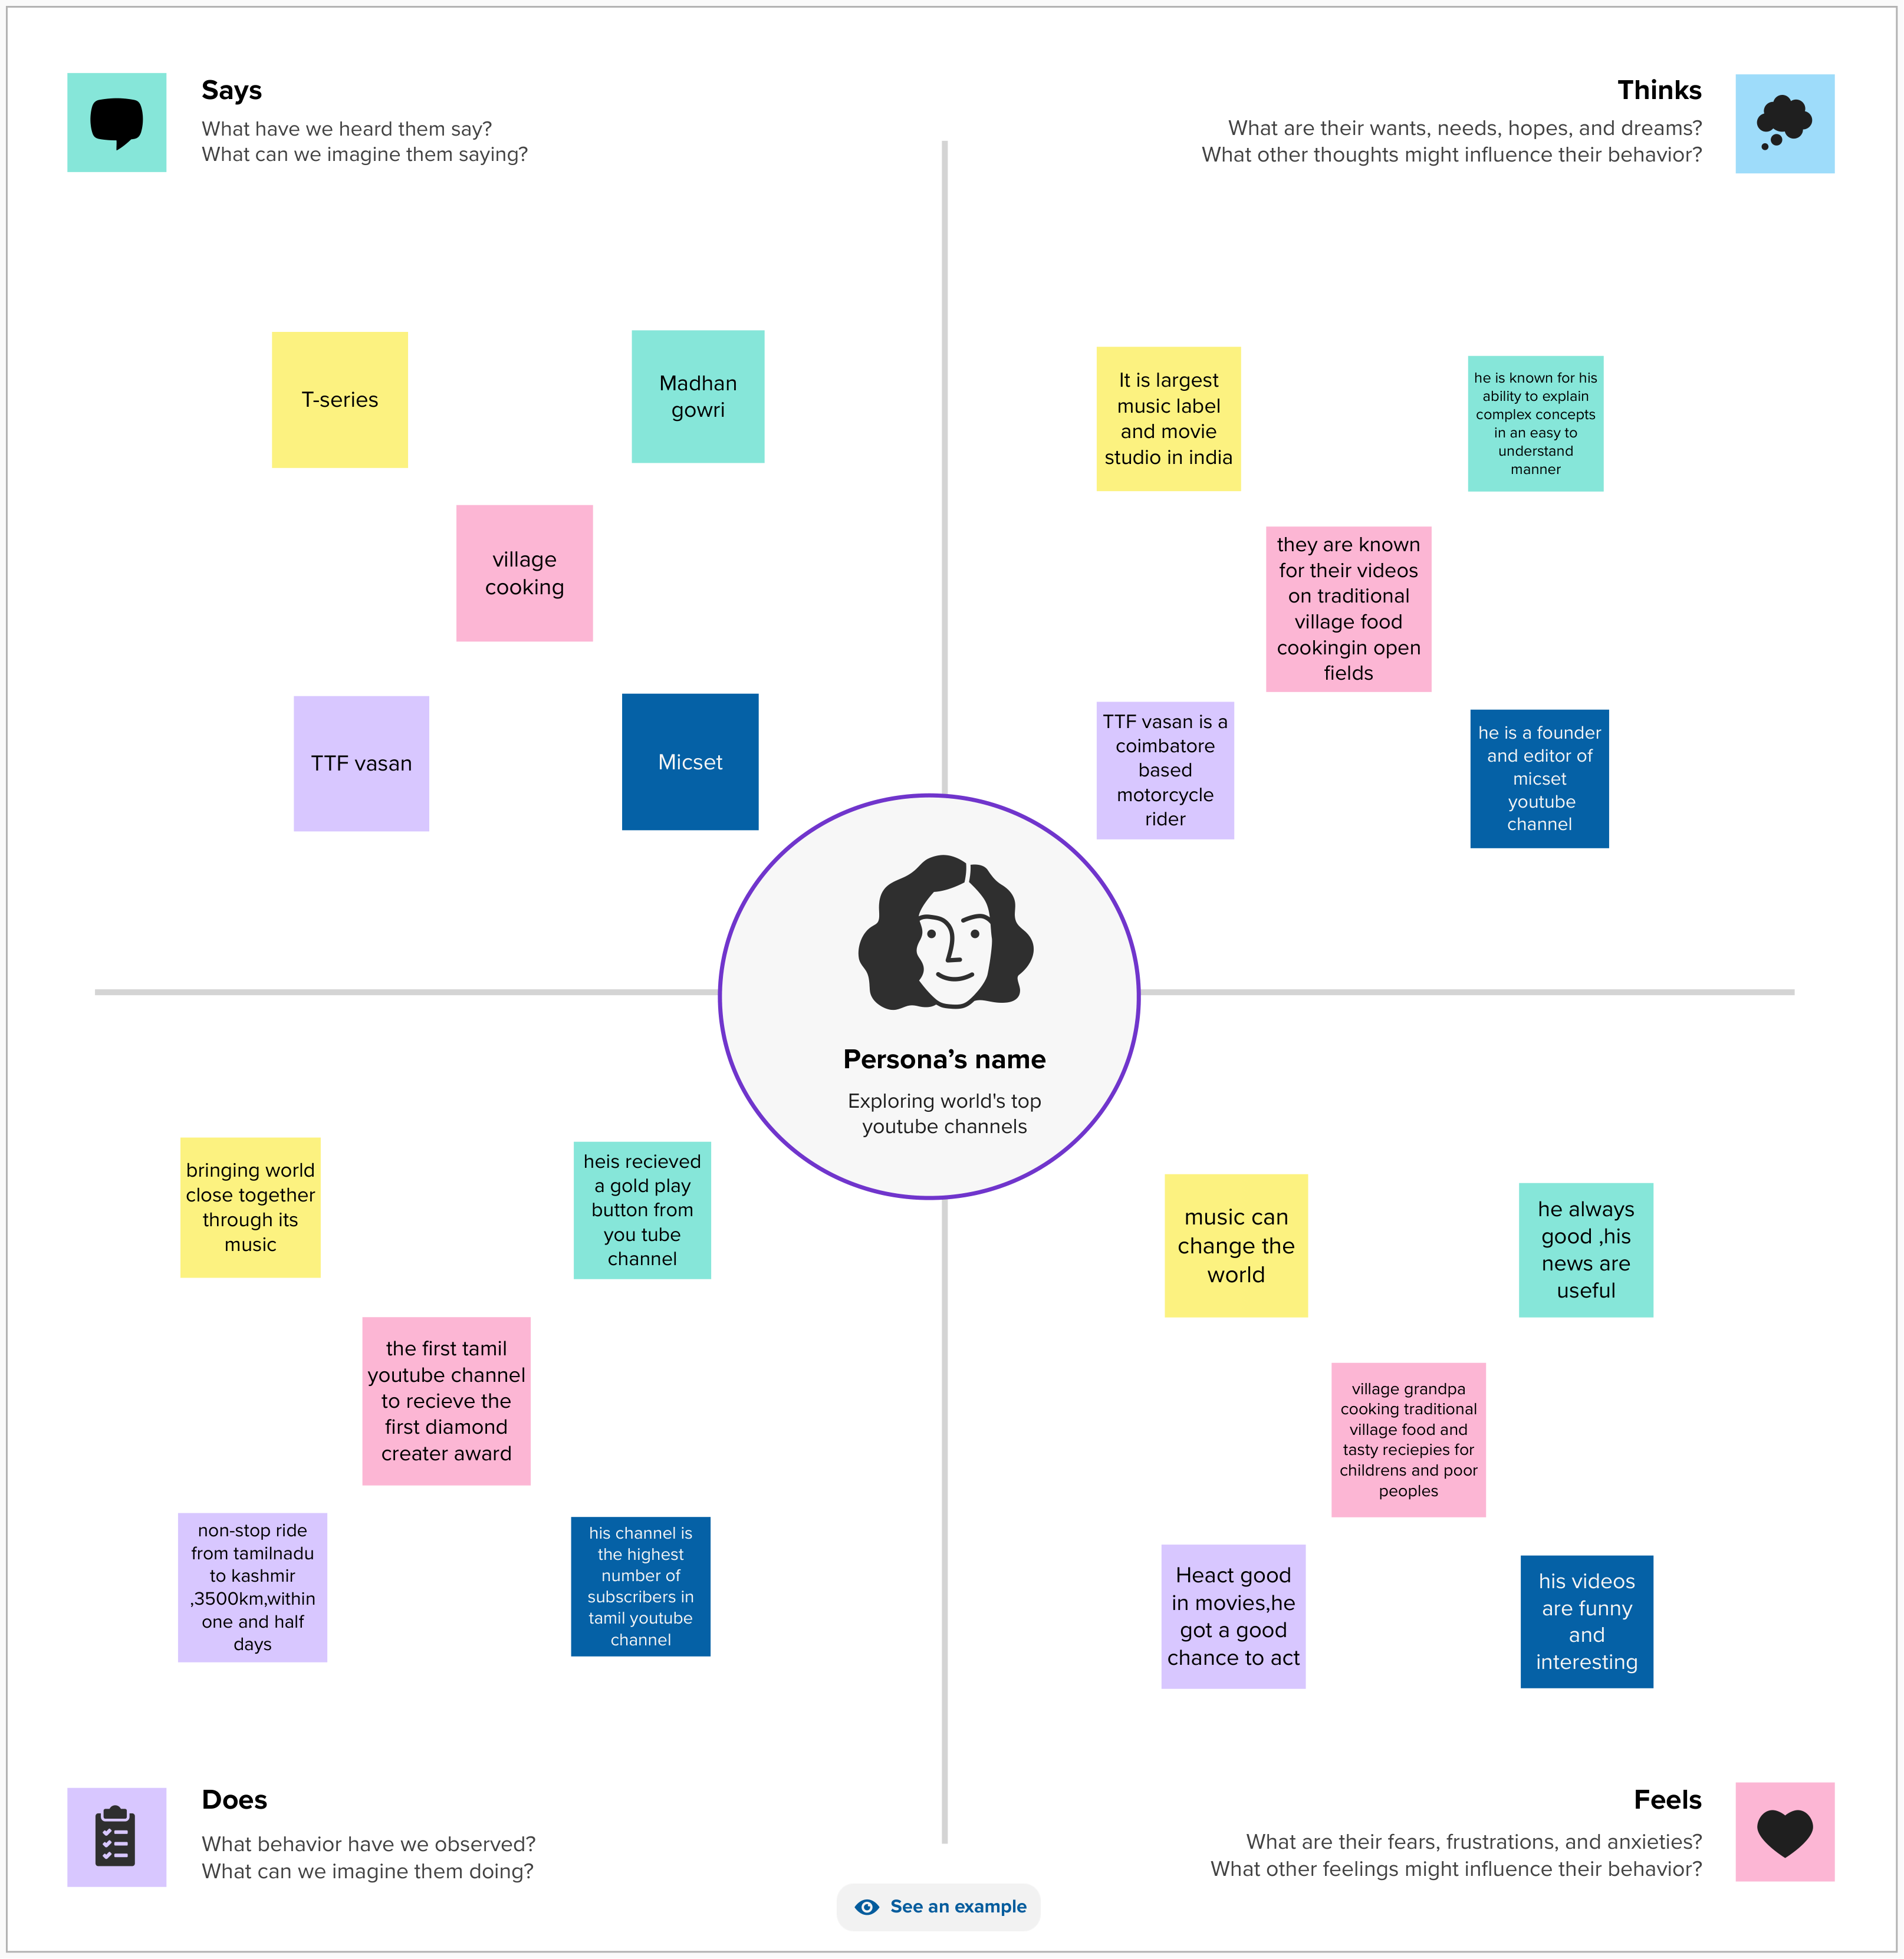 Says
What have we heard them say?
What can we imagine them saying?
Thinks
What are their wants, needs, hopes, and dreams?
What other thoughts might influence their behavior?
T-series
Madhan
gowri
village
cooking
TTF vasan
Micset
It is largest
music label
and movie
studio in india
he is known for his
ability to explain
complex concepts
in an easy to
understand
manner
they are known
for their videos
on traditional
village food
cookingin open
fields
TTF vasan is a
coimbatore
based
motorcycle
rider
he is a founder
and editor of
micset
youtube
channel
Persona's name
Exploring world's top
youtube channels
bringing world
close together
through its
music
heis recieved
a gold play
button from
you tube
channel
the first tamil
youtube channel
to recieve the
first diamond
creater award
non-stop ride
from tamilnadu
to kashmir
,3500km,within
one and half
days
his channel is
the highest
number of
subscribers in
tamil youtube
channel
music can
change the
world
he always
good ,his
news are
useful
village grandpa
cooking traditional
village food and
tasty reciepies for
childrens and poor
peoples
Heact good
in movies,he
got a good
chance to act
his videos
are funny
and
interesting
Does
What behavior have we observed?
What can we imagine them doing?
Feels
What are their fears, frustrations, and anxieties?
What other feelings might influence their behavior?
See an example